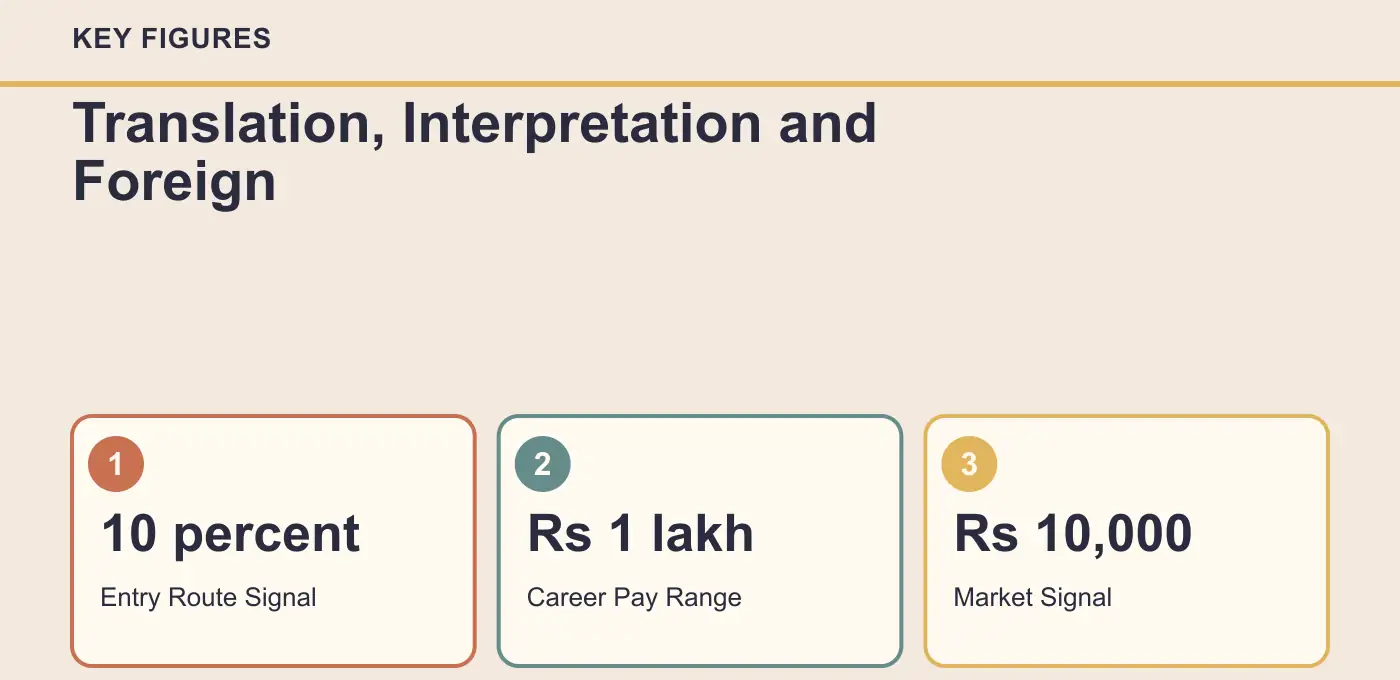 KEY FIGURES
Translation, Interpretation and
Foreign
1
10 percent
Entry Route Signal
2
Rs 1 lakh
Career Pay Range
3
Rs 10,000
Market Signal